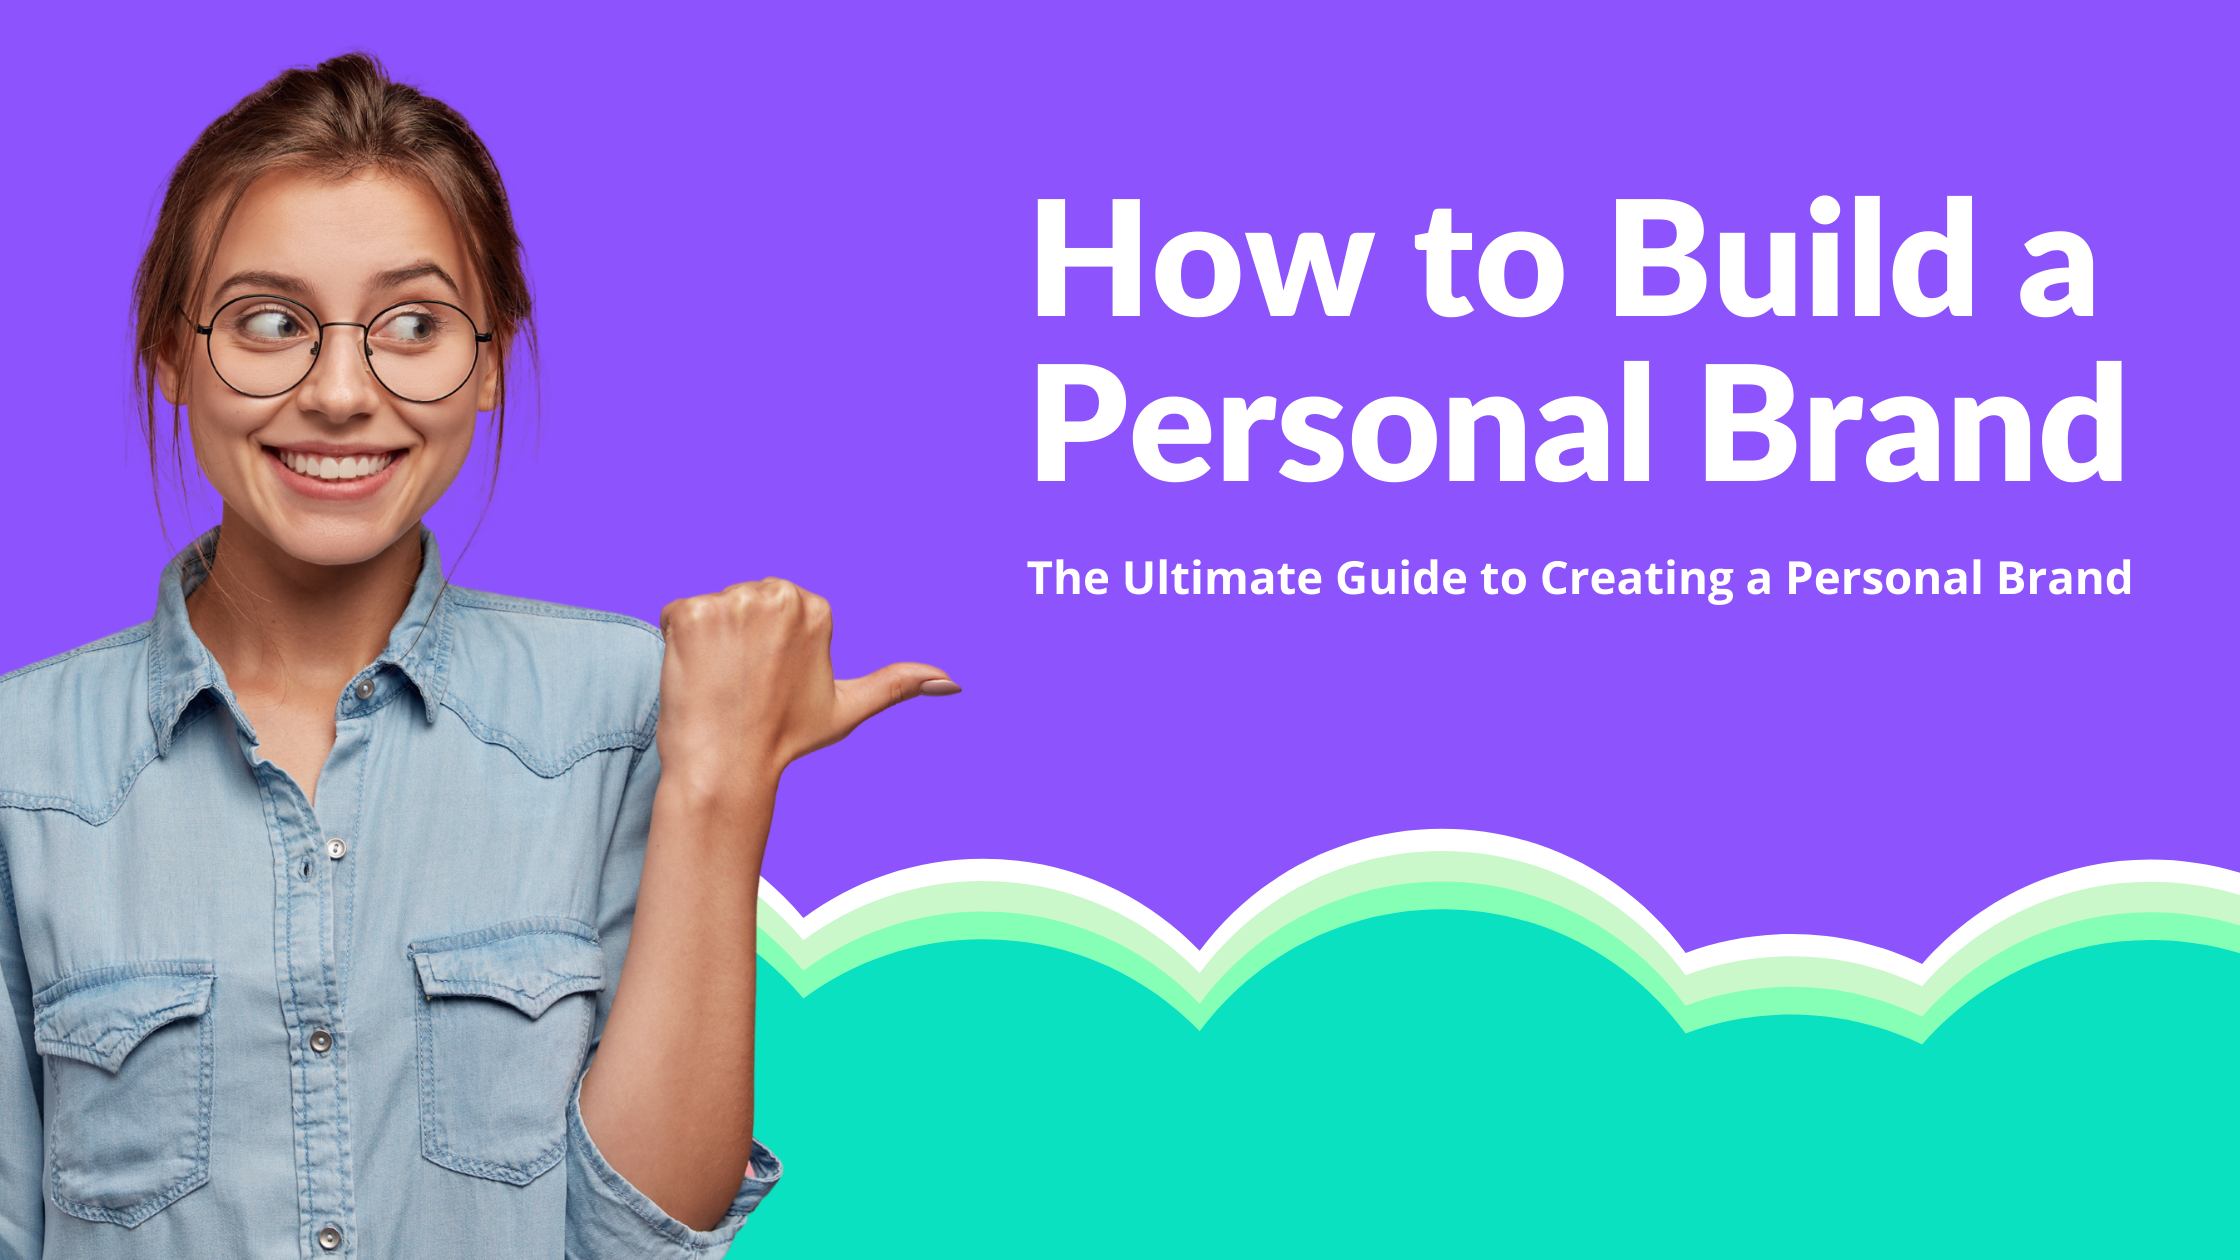 How to Build a
Personal Brand
The Ultimate Guide to Creating a Personal Brand